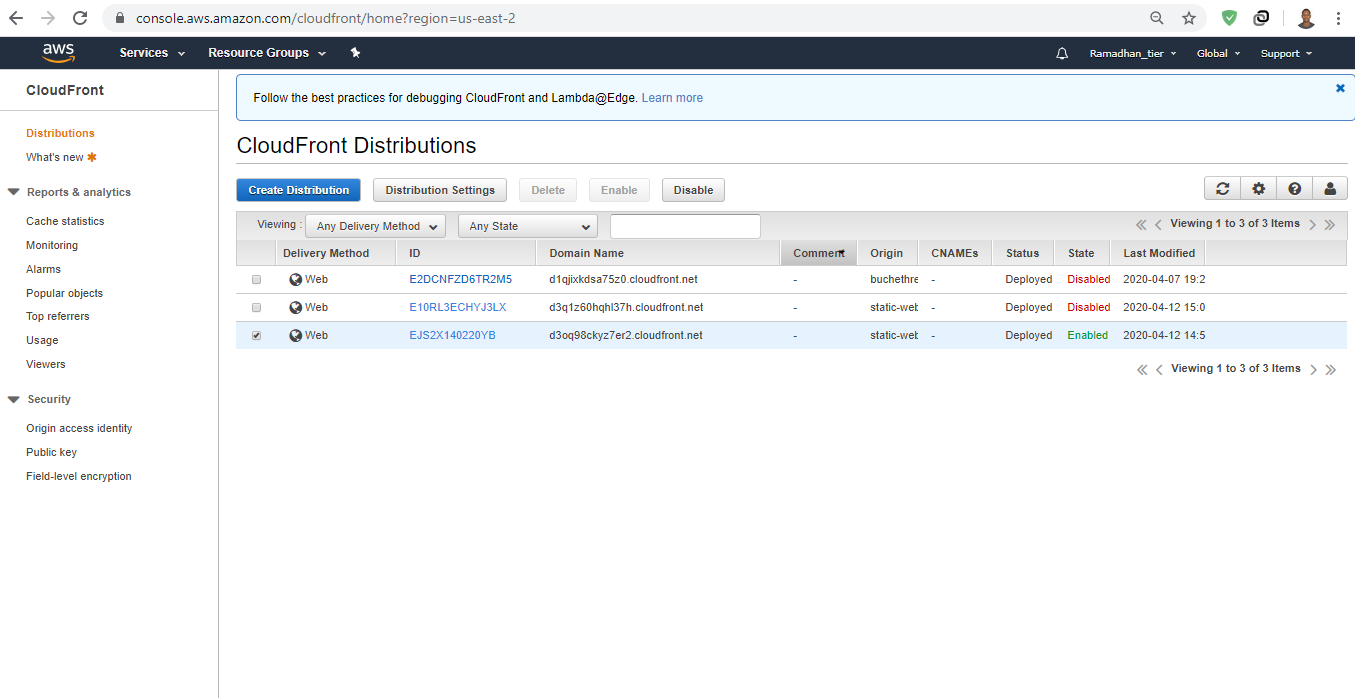 console.aws.amazon.com/cloudfront/home?region=us-east-2
aws Services Resource Groups Ramadhan_tier Global Support
CloudFront
Distributions
What's new
Reports & analytics
Cache statistics
Monitoring
Alarms
Popular objects
Top referrers
Usage
Viewers
Security
Origin access identity
Public key
Field-level encryption
Follow the best practices for debugging CloudFront and Lambda@Edge. Learn more
CloudFront Distributions
Create Distribution Distribution Settings Delete Enable Disable
Viewing : Any Delivery Method Any State Viewing 1 to 3 of 3 Items
Delivery Method ID Domain Name Comment Origin CNAMEs Status State Last Modified
Web E2DCNFZD6TR2M5 d1qjixkdsa75z0.cloudfront.net - buchethre - Deployed Disabled 2020-04-07 19:2
Web E10RL3ECHYJ3LX d3q1z60hqhl37h.cloudfront.net - static-web - Deployed Disabled 2020-04-12 15:0
Web EJS2X140220YB d3oq98ckyz7er2.cloudfront.net - static-web - Deployed Enabled 2020-04-12 14:5
Viewing 1 to 3 of 3 Items